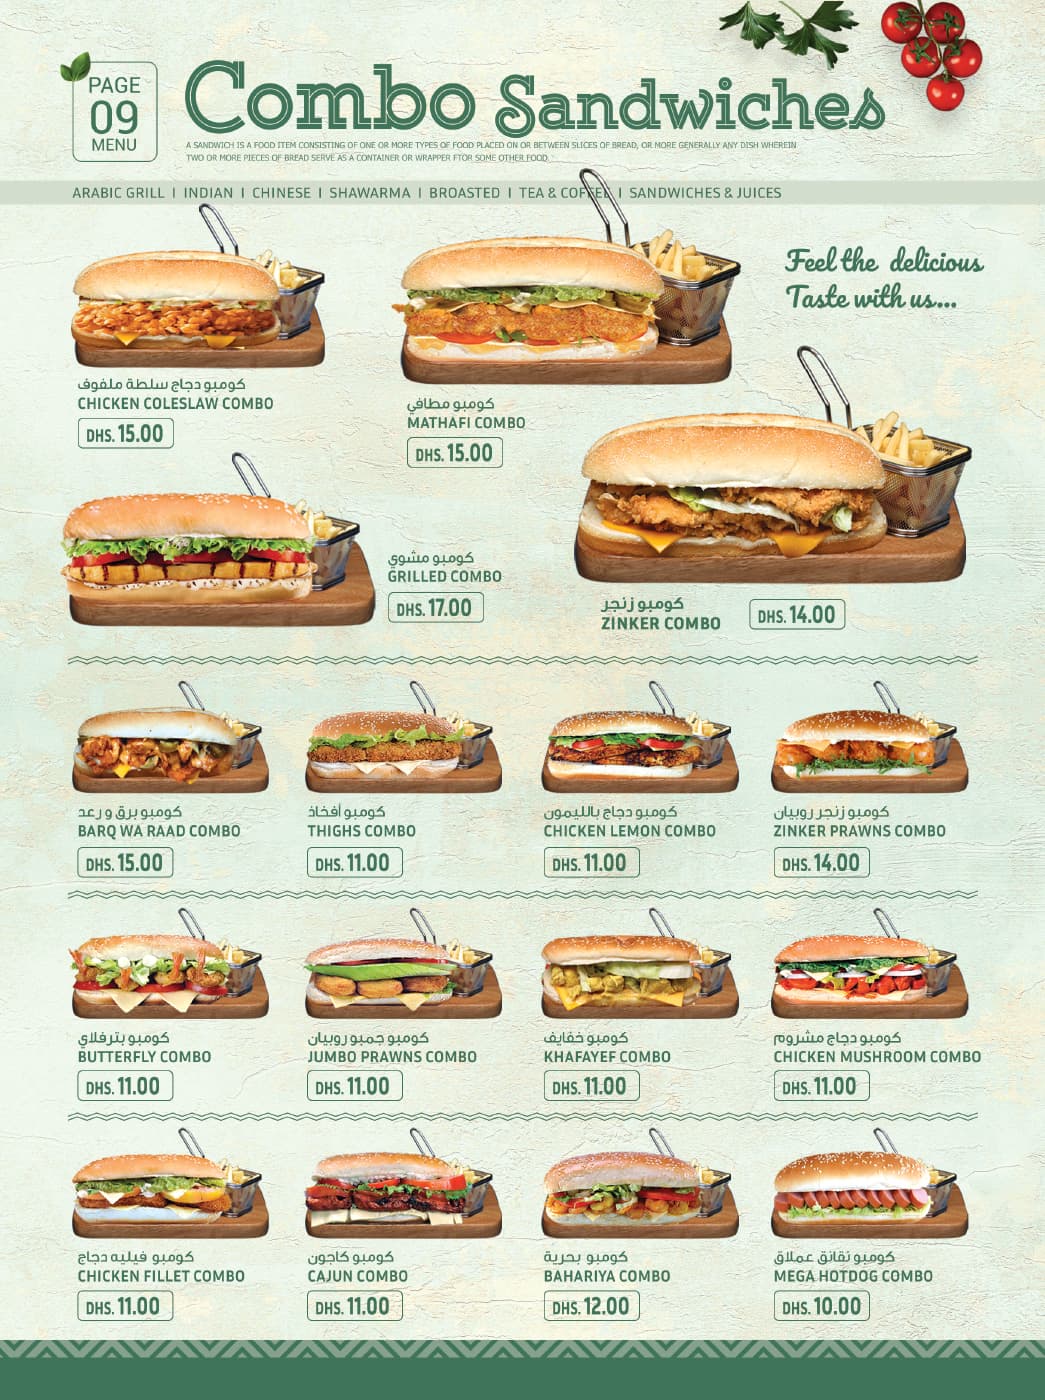 PAGE
09
MENU
Combo Sandwiches
A SANDWICH IS A FOOD ITEM CONSISTING OF ONE OR MORE TYPES OF FOOD PLACED ON OR BETWEEN SLICES OF BREAD, OR MORE GENERALLY ANY DISH WHEREIN
TWO OR MORE PIECES OF BREAD SERVE AS A CONTAINER OR WRAPPER FTOR SOME OTHER FOOD.
ARABIC GRILL I INDIAN I CHINESE I SHAWARMA I BROASTED I TEA & COFFEE I SANDWICHES & JUICES
Feel the delicious
Taste with us...
كومبو دجاج سلطة ملفوف
CHICKEN COLESLAW COMBO
DHS. 15.00
كومبو مطافي
MATHAFI COMBO
DHS. 15.00
كومبو مشوي
GRILLED COMBO
DHS. 17.00
كومبو زنجر
ZINKER COMBO
DHS. 14.00
كومبو برق و رعد
BARQ WA RAAD COMBO
DHS. 15.00
كومبو أفخاذ
THIGHS COMBO
DHS. 11.00
كومبو دجاج بالليمون
CHICKEN LEMON COMBO
DHS. 11.00
كومبو زنجر روبيان
ZINKER PRAWNS COMBO
DHS. 14.00
كومبو بترفلاي
BUTTERFLY COMBO
DHS. 11.00
كومبو جمبو روبيان
JUMBO PRAWNS COMBO
DHS. 11.00
كومبو خفايف
KHAFAYEF COMBO
DHS. 11.00
كومبو دجاج مشروم
CHICKEN MUSHROOM COMBO
DHS. 11.00
كومبو فيليه دجاج
CHICKEN FILLET COMBO
DHS. 11.00
كومبو كاجون
CAJUN COMBO
DHS. 11.00
كومبو بحرية
BAHARIYA COMBO
DHS. 12.00
كومبو نقانق عملاق
MEGA HOTDOG COMBO
DHS. 10.00